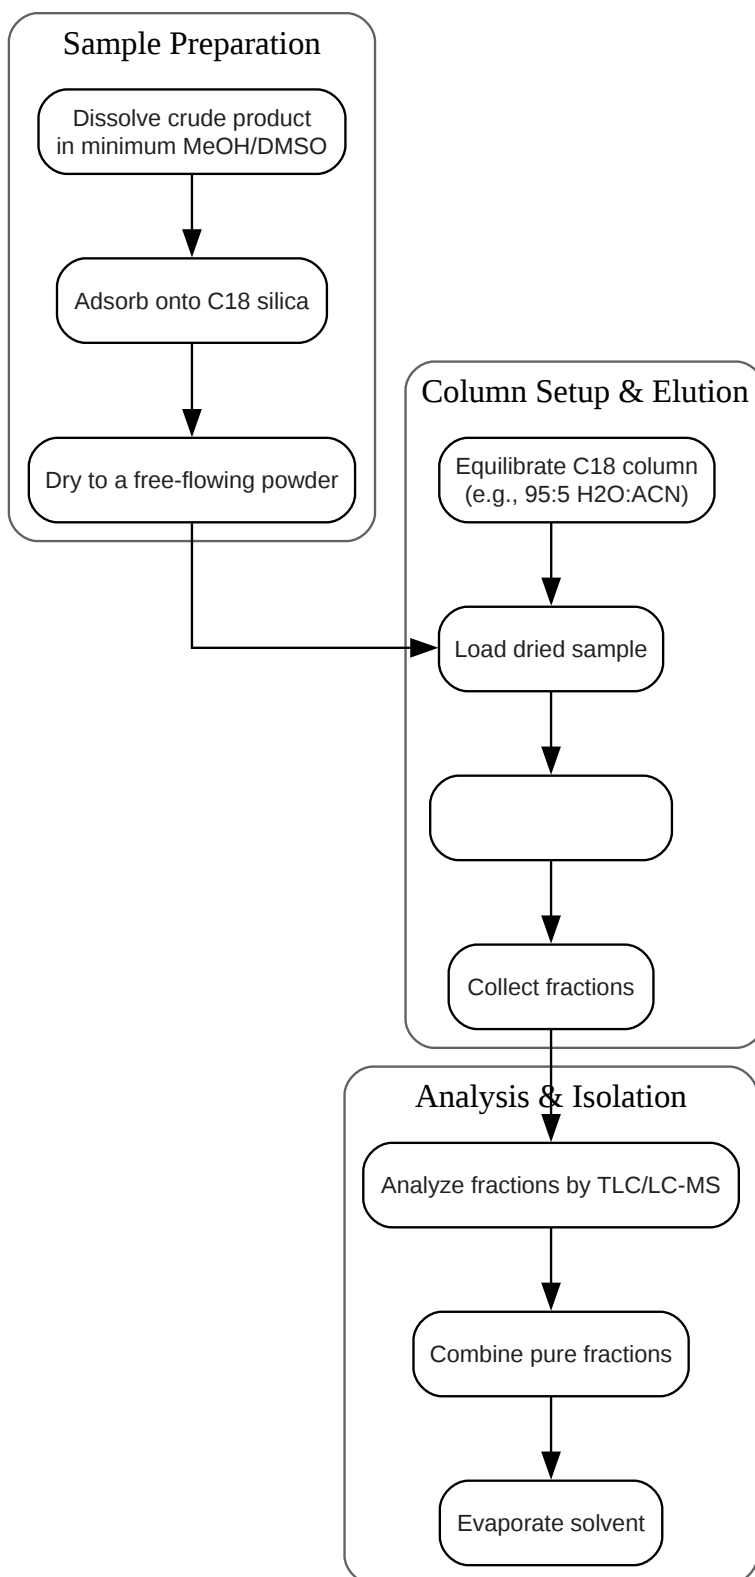 Sample Preparation
Dissolve crude product
in minimum MeOH/DMSO
Adsorb onto C18 silica
Dry to a free-flowing powder
Column Setup & Elution
Equilibrate C18 column
(e.g., 95:5 H2O:ACN)
Load dried sample
Collect fractions
Analysis & Isolation
Analyze fractions by TLC/LC-MS
Combine pure fractions
Evaporate solvent